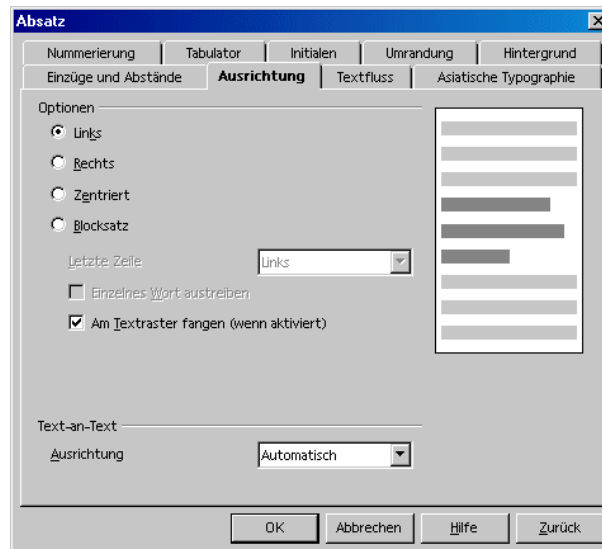 Absatz
Nummerierung Tabulator Initialen Umrandung Hintergrund
Einzüge und Abstände Ausrichtung Textfluss Asiatische Typographie
Optionen
Links
Rechts
Zentriert
Blocksatz
Letzte Zeile Links
Einzelnes Wort austreiben
Am Textraster fangen (wenn aktiviert)
Text-an-Text
Ausrichtung Automatisch
OK Abbrechen Hilfe Zurück